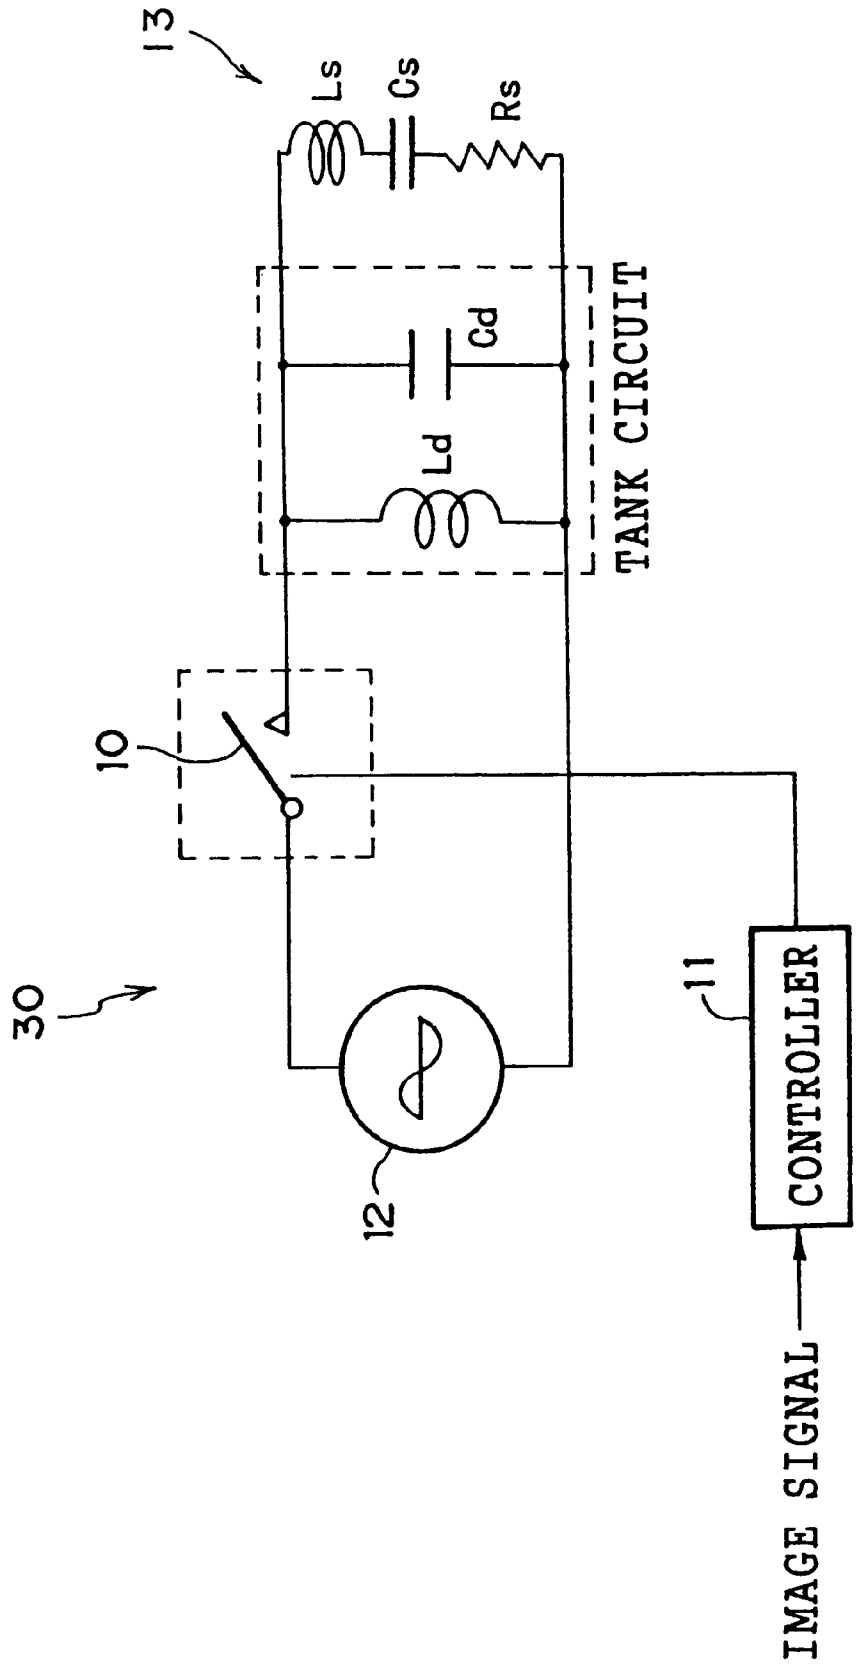 30
10
13
12
Ld
Cd
Ls
Cs
Rs
TANK CIRCUIT
11
IMAGE SIGNAL
CONTROLLER